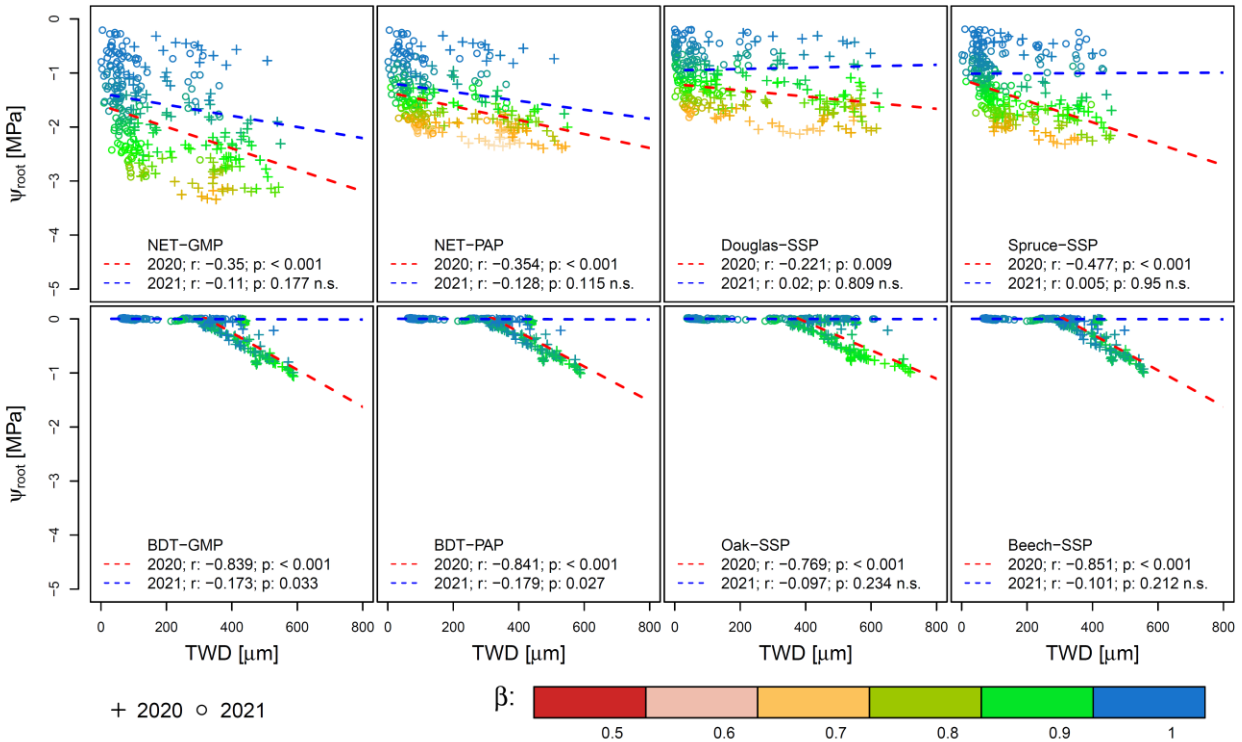 ψroot [MPa]
0
−1
−2
−3
−4
−5
NET−GMP
2020; r: −0.35; p: < 0.001
2021; r: −0.11; p: 0.177 n.s.
NET−PAP
2020; r: −0.354; p: < 0.001
2021; r: −0.128; p: 0.115 n.s.
Douglas−SSP
2020; r: −0.221; p: 0.009
2021; r: 0.02; p: 0.809 n.s.
Spruce−SSP
2020; r: −0.477; p: < 0.001
2021; r: 0.005; p: 0.95 n.s.
ψroot [MPa]
0
−1
−2
−3
−4
−5
BDT−GMP
2020; r: −0.839; p: < 0.001
2021; r: −0.173; p: 0.033
BDT−PAP
2020; r: −0.841; p: < 0.001
2021; r: −0.179; p: 0.027
Oak−SSP
2020; r: −0.769; p: < 0.001
2021; r: −0.097; p: 0.234 n.s.
Beech−SSP
2020; r: −0.851; p: < 0.001
2021; r: −0.101; p: 0.212 n.s.
0 200 400 600 800
0 200 400 600 800
0 200 400 600 800
0 200 400 600 800
TWD [µm]
TWD [µm]
TWD [µm]
TWD [µm]
+ 2020 ○ 2021
β:
0.5 0.6 0.7 0.8 0.9 1